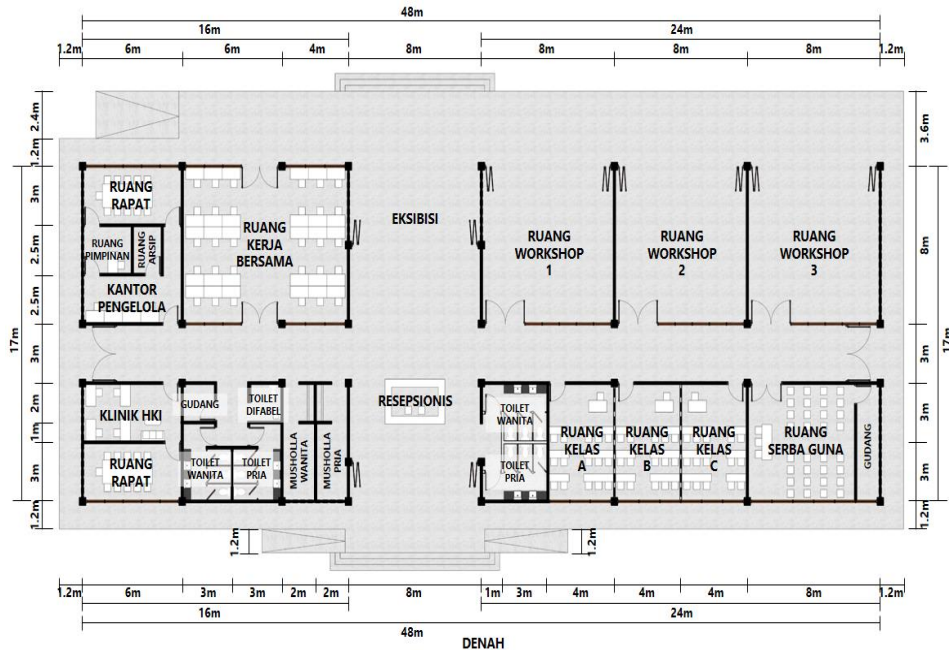 48m
16m
24m
1.2m
6m
6m
4m
8m
8m
8m
8m
1.2m
2.4m
1.2m
3.6m
3m
2.5m
2.5m
3m
2m
1m
3m
1.2m
17m
8m
3m
3m
3m
1.2m
17m
RUANG
RAPAT
RUANG
PIMPINAN
RUANG
ARSIP
KANTOR
PENGELOLA
RUANG
KERJA
BERSAMA
EKSIBISI
RUANG
WORKSHOP
1
RUANG
WORKSHOP
2
RUANG
WORKSHOP
3
KLINIK HKI
RUANG
RAPAT
GUDANG
TOILET
DIFABEL
TOILET
WANITA
TOILET
PRIA
MUSHOLLA
WANITA
MUSHOLLA
PRIA
RESEPSIONIS
TOILET
WANITA
TOILET
PRIA
RUANG
KELAS
A
RUANG
KELAS
B
RUANG
KELAS
C
RUANG
SERBA GUNA
GUDANG
1.2m
1.2m
1.2m
6m
3m
3m
2m
2m
8m
1m
3m
4m
4m
4m
8m
1.2m
16m
24m
48m
DENAH